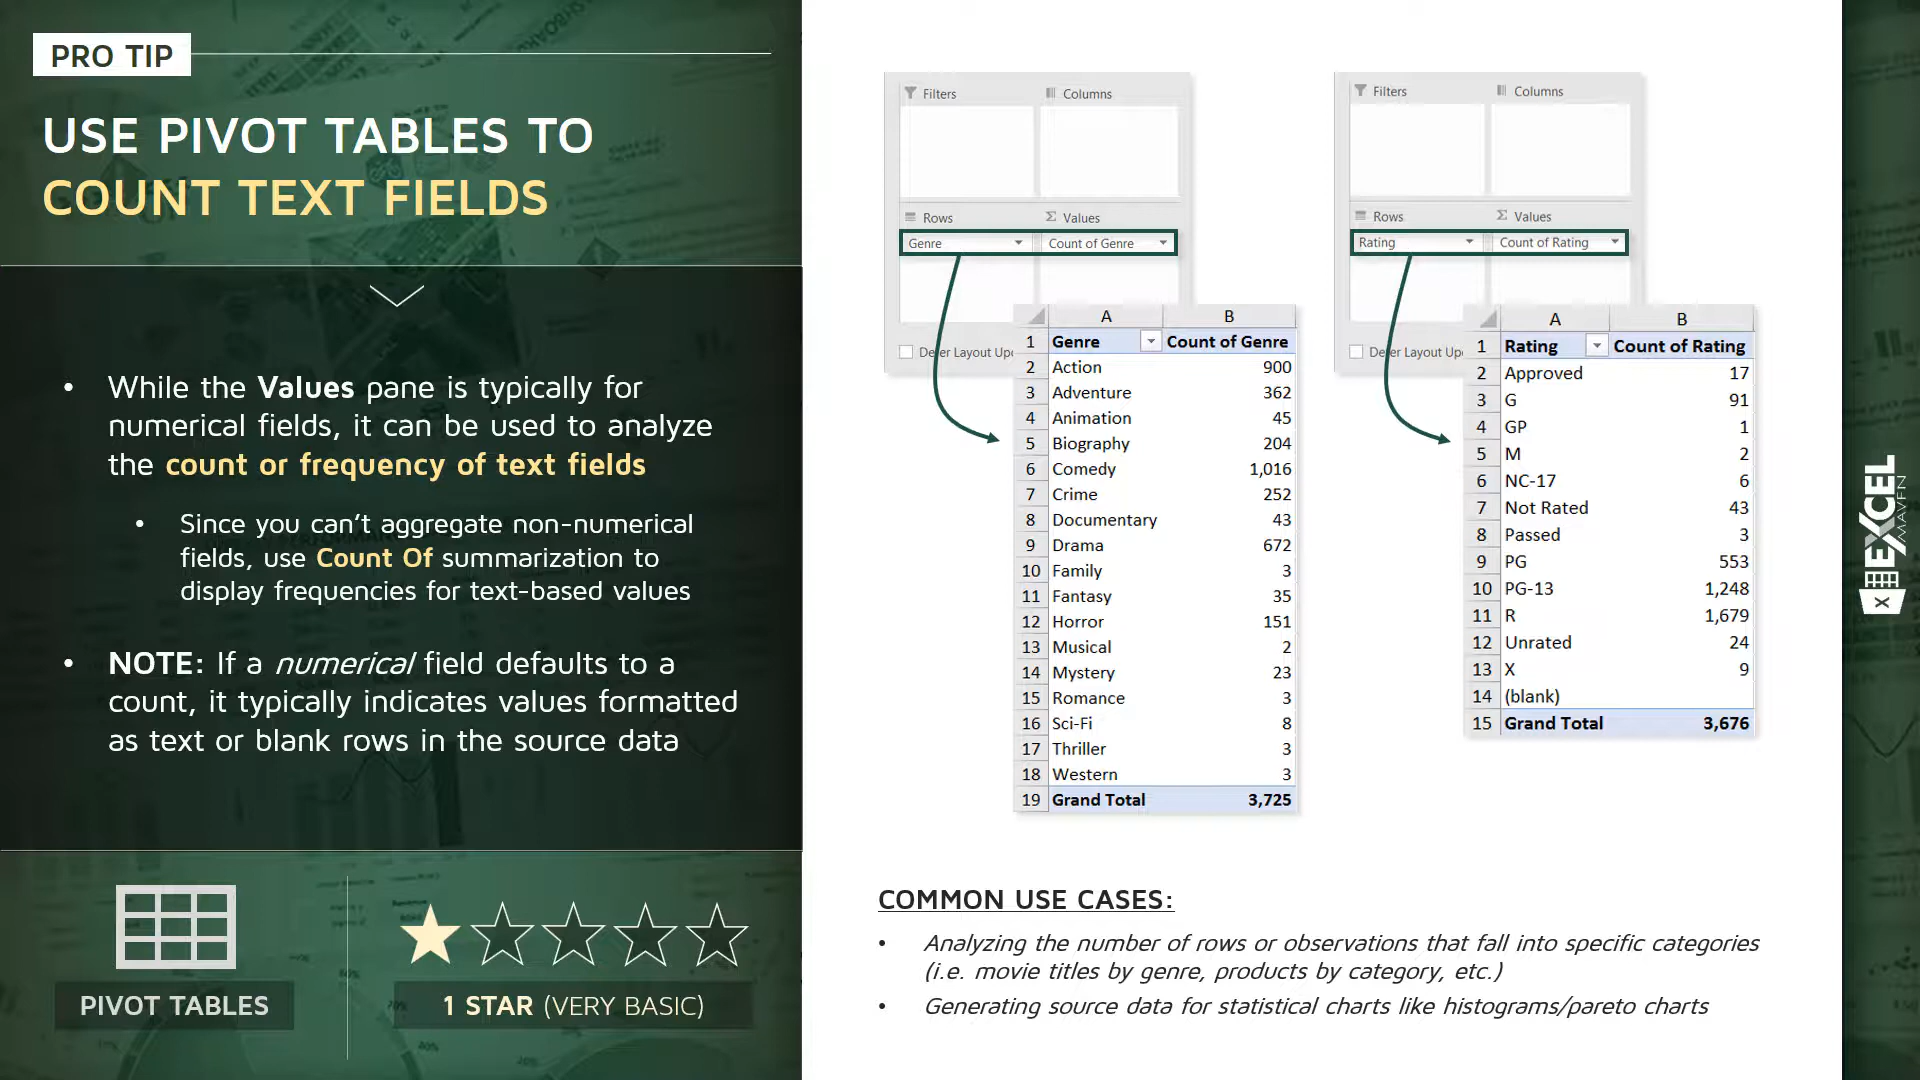 PRO TIP
USE PIVOT TABLES TO
COUNT TEXT FIELDS
• While the Values pane is typically for
numerical fields, it can be used to analyze
the count or frequency of text fields
• Since you can't aggregate non-numerical
fields, use Count Of summarization to
display frequencies for text-based values
• NOTE: If a numerical field defaults to a
count, it typically indicates values formatted
as text or blank rows in the source data
PIVOT TABLES
1 STAR (VERY BASIC)
Filters Columns
Rows Values
Genre Count of Genre
Defer Layout Up
A B
1 Genre Count of Genre
2 Action 900
3 Adventure 362
4 Animation 45
5 Biography 204
6 Comedy 1,016
7 Crime 252
8 Documentary 43
9 Drama 672
10 Family 3
11 Fantasy 35
12 Horror 151
13 Musical 2
14 Mystery 23
15 Romance 3
16 Sci-Fi 8
17 Thriller 3
18 Western 3
19 Grand Total 3,725
Filters Columns
Rows Values
Rating Count of Rating
Defer Layout Up
A B
1 Rating Count of Rating
2 Approved 17
3 G 91
4 GP 1
5 M 2
6 NC-17 6
7 Not Rated 43
8 Passed 3
9 PG 553
10 PG-13 1,248
11 R 1,679
12 Unrated 24
13 X 9
14 (blank)
15 Grand Total 3,676
COMMON USE CASES:
• Analyzing the number of rows or observations that fall into specific categories
(i.e. movie titles by genre, products by category, etc.)
• Generating source data for statistical charts like histograms/pareto charts
X EXCEL
MAVEN